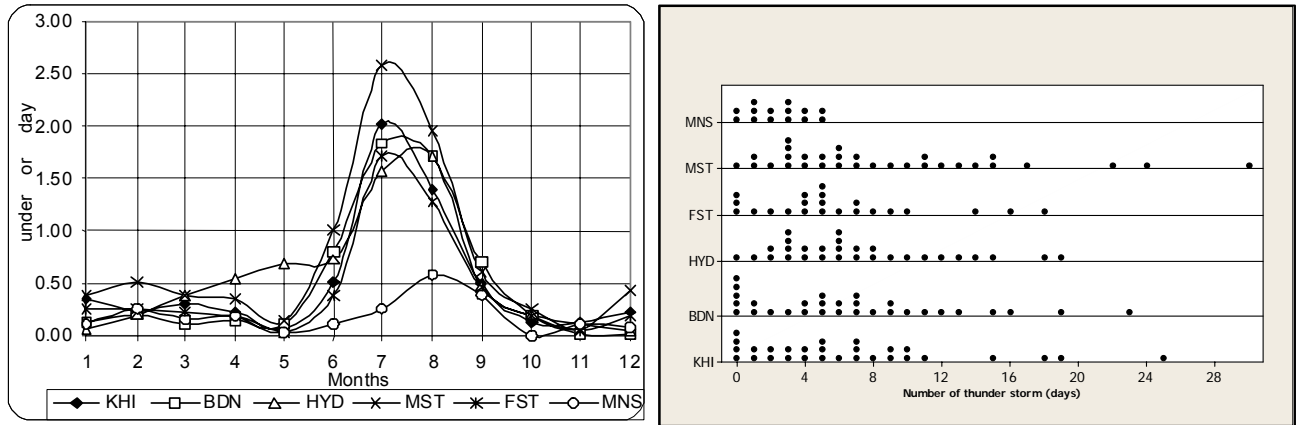 3.00
2.50
2.00
1.50
1.00
0.50
0.00
under or day
1 2 3 4 5 6 7 8 9 10 11 12
Months
KHI BDN HYD MST FST MNS
MNS
MST
FST
HYD
BDN
KHI
0 4 8 12 16 20 24 28
Number of thunder storm (days)